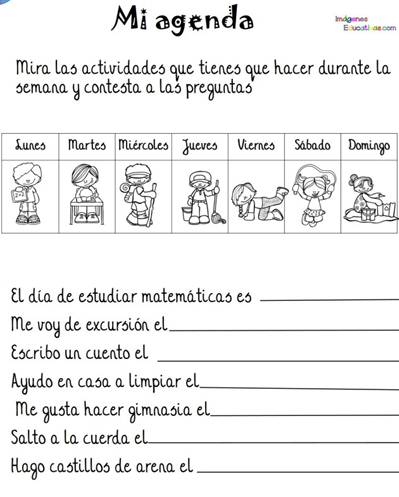 Mi agenda
Imágenes
Educativas.com
Mira las actividades que tienes que hacer durante la
semana y contesta a las preguntas
Lunes Martes Miércoles Jueves Viernes Sábado Domingo
El día de estudiar matemáticas es
Me voy de excursión el
Escribo un cuento el
Ayudo en casa a limpiar el
Me gusta hacer gimnasia el
Salto a la cuerda el
Hago castillos de arena el